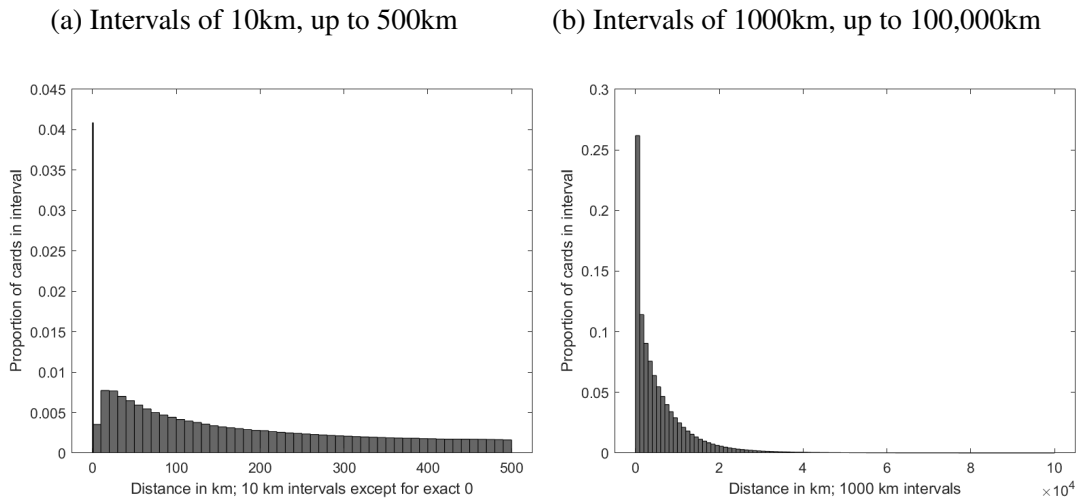 (a) Intervals of 10km, up to 500km
(b) Intervals of 1000km, up to 100,000km
Proportion of cards in interval
0.045
0.04
0.035
0.03
0.025
0.02
0.015
0.01
0.005
0
0 100 200 300 400 500
Distance in km; 10 km intervals except for exact 0
Proportion of cards in interval
0.3
0.25
0.2
0.15
0.1
0.05
0
0 2 4 6 8 10
×10⁴
Distance in km; 1000 km intervals